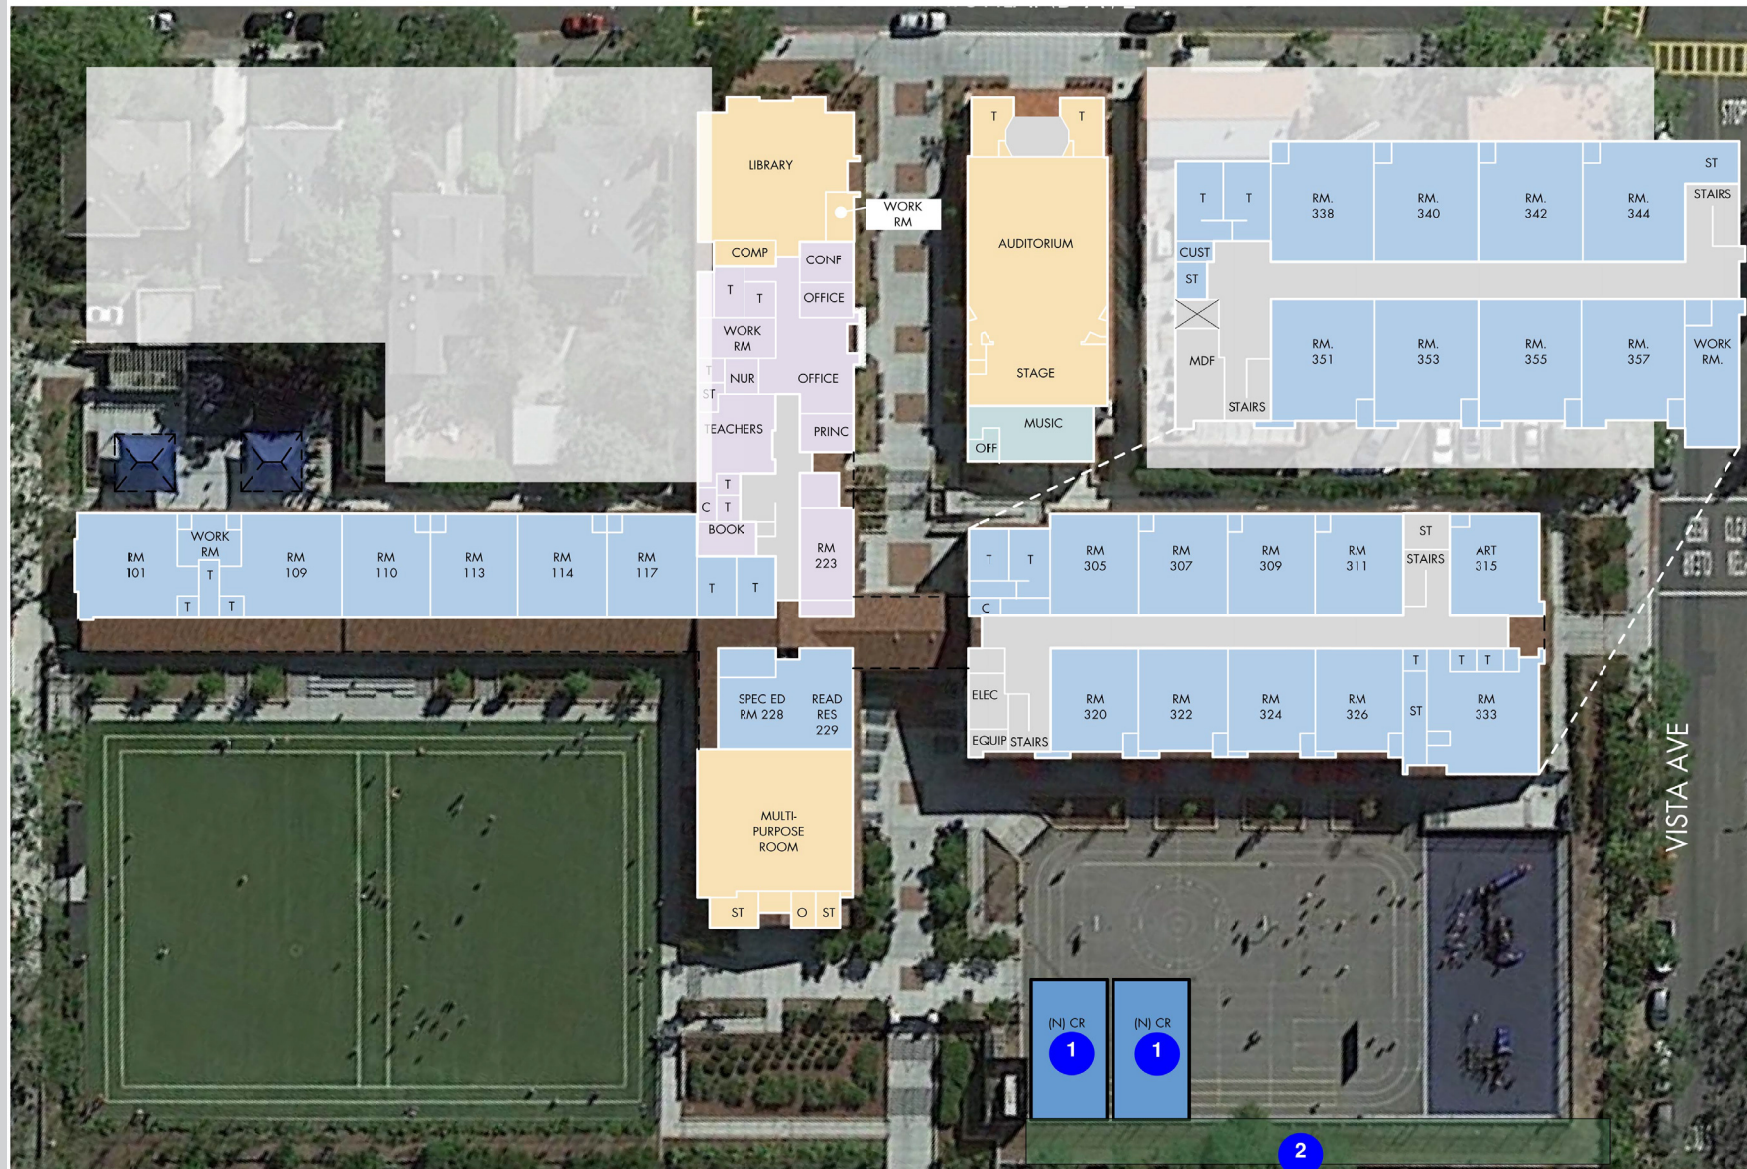 LIBRARY
WORK
RM
COMP
CONF
T
T
OFFICE
WORK
RM
T
NUR
OFFICE
ST
TEACHERS
PRINC
T
C
T
BOOK
RM
223
T
T
AUDITORIUM
STAGE
MUSIC
OFF
T
T
T
T
RM.
338
RM.
340
RM.
342
RM.
344
ST
STAIRS
CUST
ST
MDF
STAIRS
RM.
351
RM.
353
RM.
355
RM.
357
WORK
RM.
STOP
RM
101
WORK
RM
T
T
T
RM
109
RM
110
RM
113
RM
114
RM
117
T
T
C
RM
305
RM
307
RM
309
RM
311
ST
STAIRS
ART
315
ELEC
EQUIP
STAIRS
RM
320
RM
322
RM
324
RM
326
T
ST
T
T
RM
333
SPEC ED
RM 228
READ
RES
229
MULTI-
PURPOSE
ROOM
ST
O
ST
VISTA AVE
(N) CR
1
(N) CR
1
2